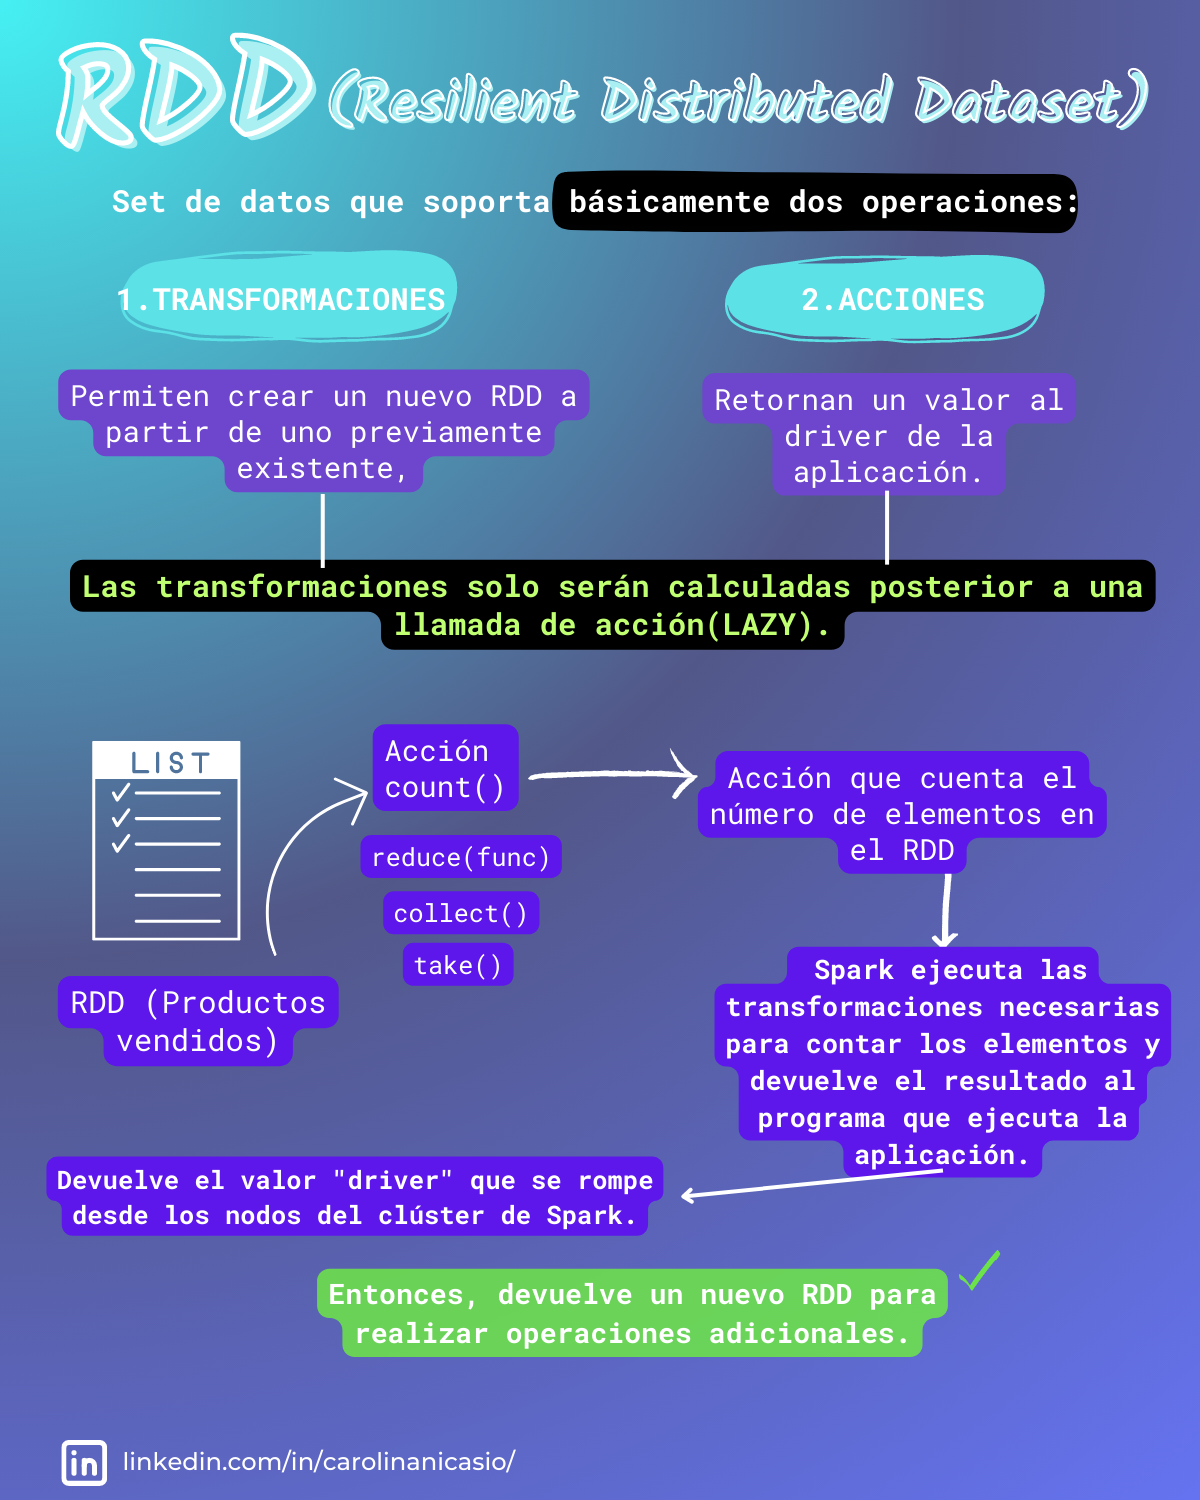 RDD (Resilient Distributed Dataset)
Set de datos que soporta básicamente dos operaciones:
1.TRANSFORMACIONES
Permiten crear un nuevo RDD a
partir de uno previamente
existente,
2.ACCIONES
Retornan un valor al
driver de la
aplicación.
Las transformaciones solo serán calculadas posterior a una
llamada de acción(LAZY).
LIST
RDD (Productos
vendidos)
Acción
count()
reduce(func)
collect()
take()
Acción que cuenta el
número de elementos en
el RDD
Spark ejecuta las
transformaciones necesarias
para contar los elementos y
devuelve el resultado al
programa que ejecuta la
aplicación.
Devuelve el valor "driver" que se rompe
desde los nodos del clúster de Spark.
Entonces, devuelve un nuevo RDD para
realizar operaciones adicionales.
in linkedin.com/in/carolinanicasio/